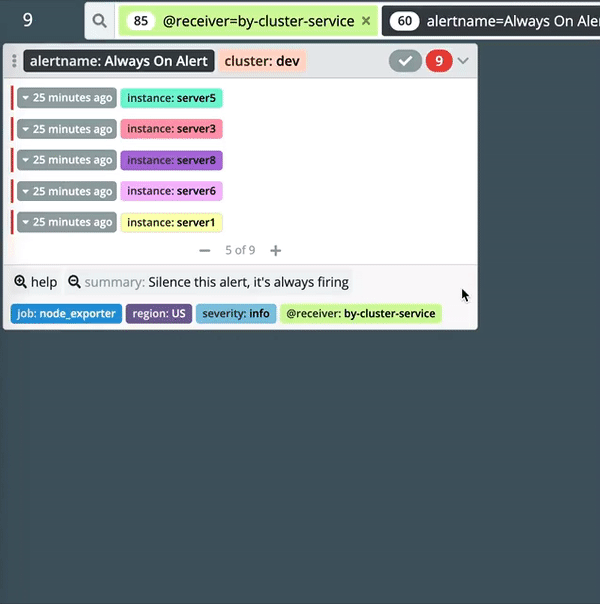 9 85 @receiver=by-cluster-service × 60 alertname=Always On Aler
alertname: Always On Alert cluster: dev 9
25 minutes ago instance: server5
25 minutes ago instance: server3
25 minutes ago instance: server8
25 minutes ago instance: server6
25 minutes ago instance: server1
− 5 of 9 +
help summary: Silence this alert, it's always firing
job: node_exporter region: US severity: info @receiver: by-cluster-service